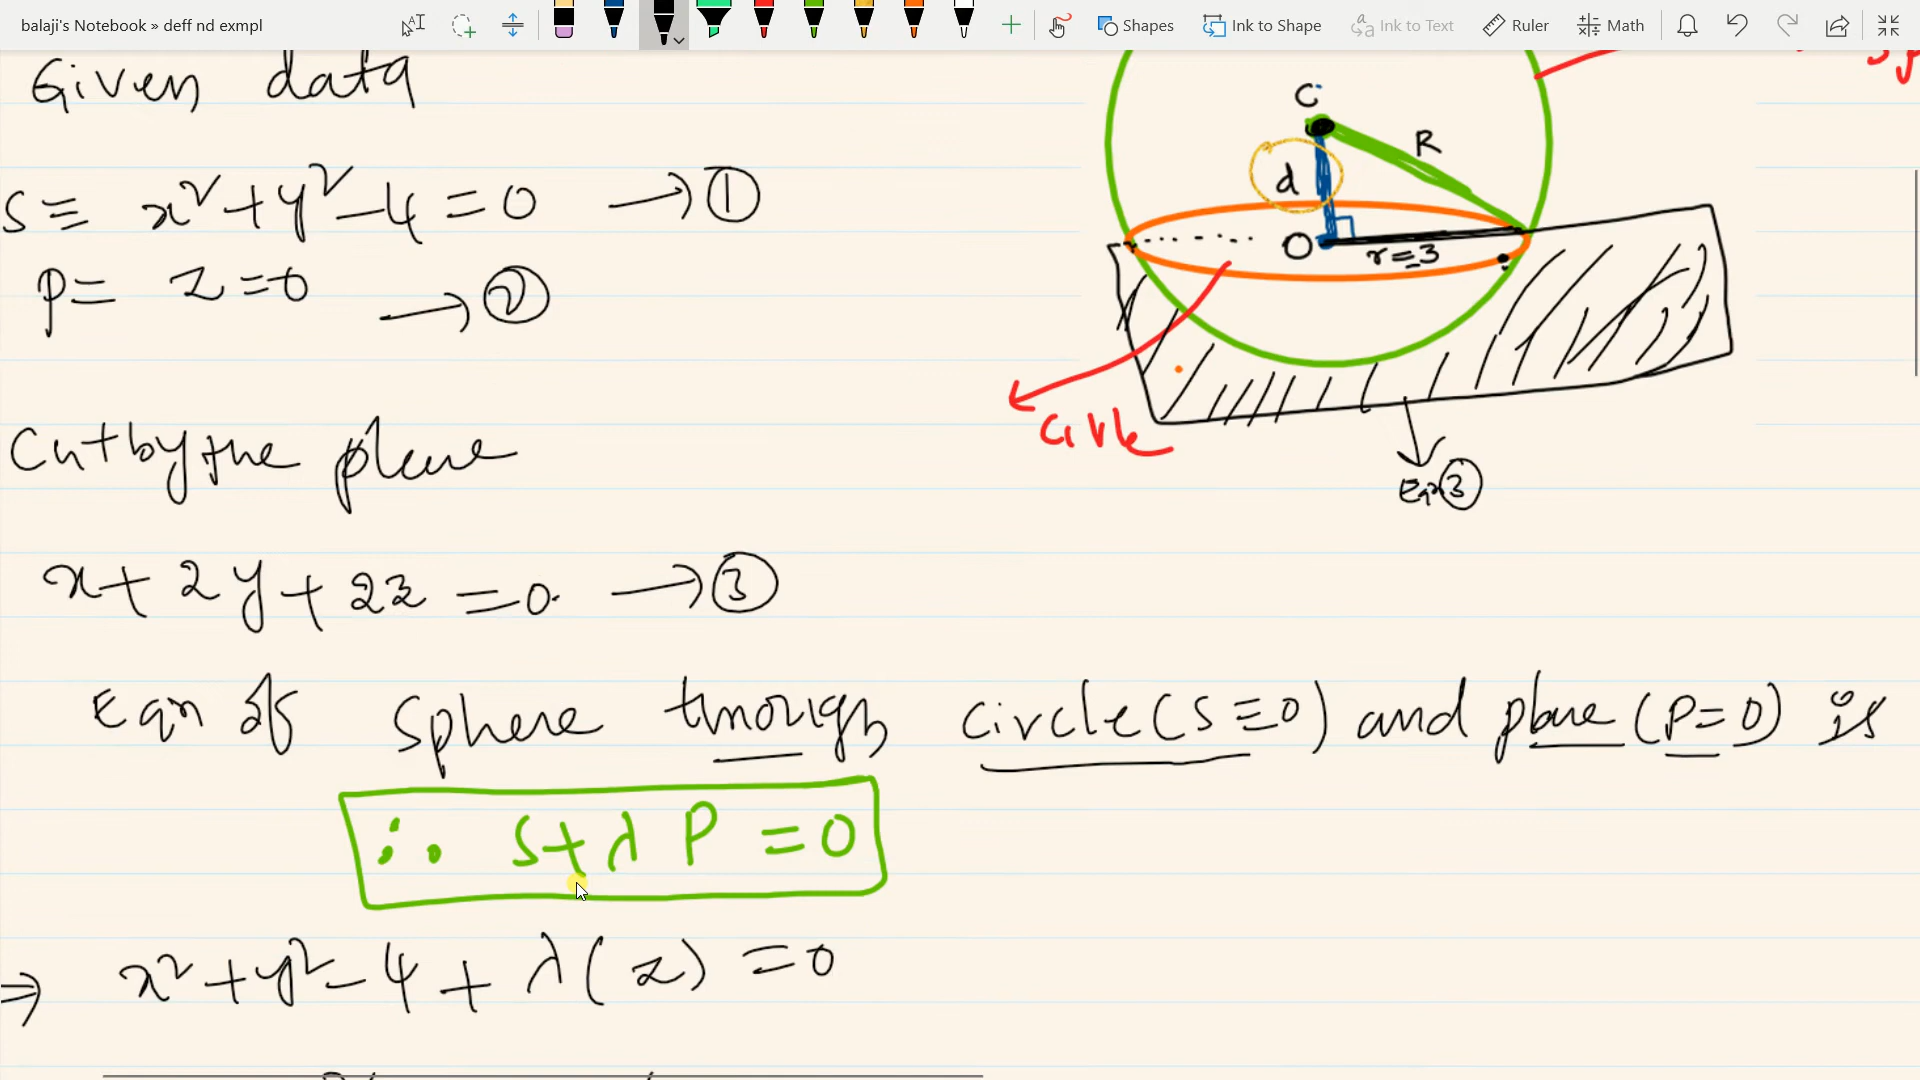 balaji's Notebook » deff nd exmpl
Shapes
Ink to Shape
Ink to Text
Ruler
Math
Given data
S ≡ x² + y² - 4 = 0 → ①
P = z = 0 → ②
Cut by the plane
x + 2y + 2z = 0. → ③
Eqn of Sphere through circle (S ≡ 0) and plane (P = 0) is
∴ S + λ P = 0
⇒ x² + y² - 4 + λ(z) = 0
C
R
d
O
r = 3
Eqn ③